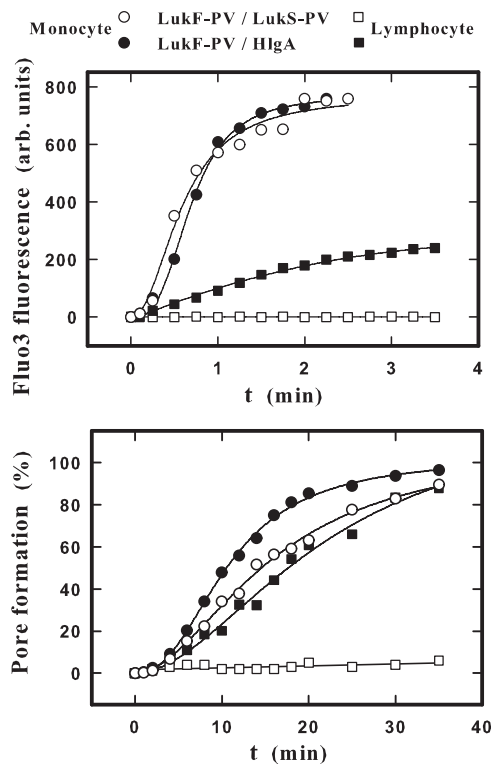 Monocyte ○ LukF-PV / LukS-PV □ Lymphocyte
● LukF-PV / HlgA ■
Fluo3 fluorescence (arb. units)
800
600
400
200
0
0 1 2 3 4
t (min)
Pore formation (%)
100
80
60
40
20
0
0 10 20 30 40
t (min)